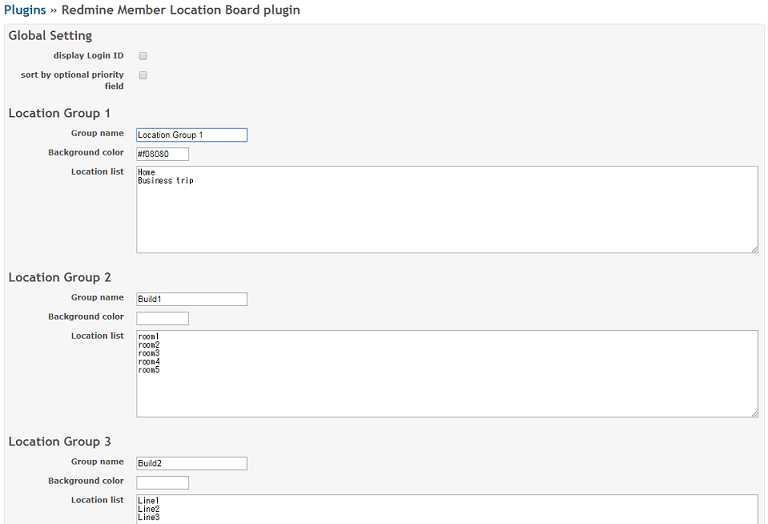 Plugins » Redmine Member Location Board plugin
Global Setting
display Login ID
sort by optional priority
field
Location Group 1
Group name Location Group 1
Background color #f08080
Location list Home
Business trip
Location Group 2
Group name Build1
Background color
Location list room1
room2
room3
room4
room5
Location Group 3
Group name Build2
Background color
Location list Line1
Line2
Line3